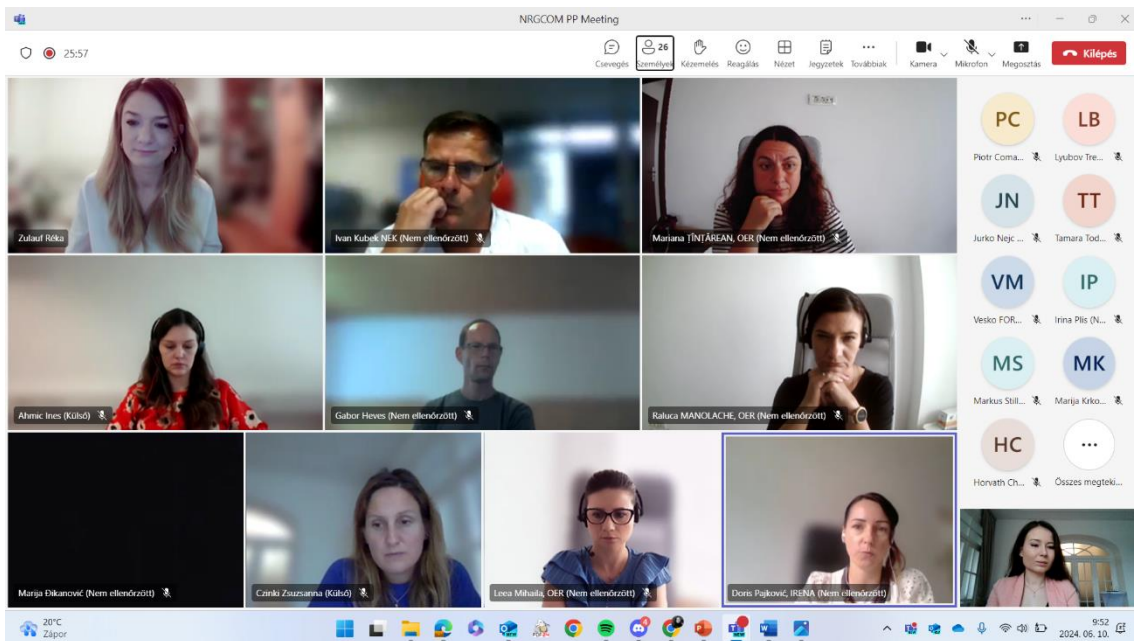 NRGCOM PP Meeting
25:57
26
Csevegés Személyek Kézemelés Reagálás Nézet Jegyzetek Továbbiak Kamera Mikrofon Megosztás Kilépés
Zulauf Réka
Ivan Kubek NEK (Nem ellenőrzött)
Mariana ȚÎNȚĂREAN, OER (Nem ellenőrzött)
PC
LB
Piotr Coma...
Lyubov Tre...
JN
TT
Jurko Nejc ...
Tamara Tod...
Ahmic Ines (Külső)
Gabor Heves (Nem ellenőrzött)
Raluca MANOLACHE, OER (Nem ellenőrzött)
VM
IP
Vesko FOR...
Irina Plis (N...
MS
MK
Markus Still...
Marija Krko...
HC
...
Horvath Ch...
Összes megteki...
Marija Đikanović (Nem ellenőrzött)
Czinki Zsuzsanna (Külső)
Leea Mihaila, OER (Nem ellenőrzött)
Doris Pajković, IRENA (Nem ellenőrzött)
20°C
Zápor
9:52
2024. 06. 10.